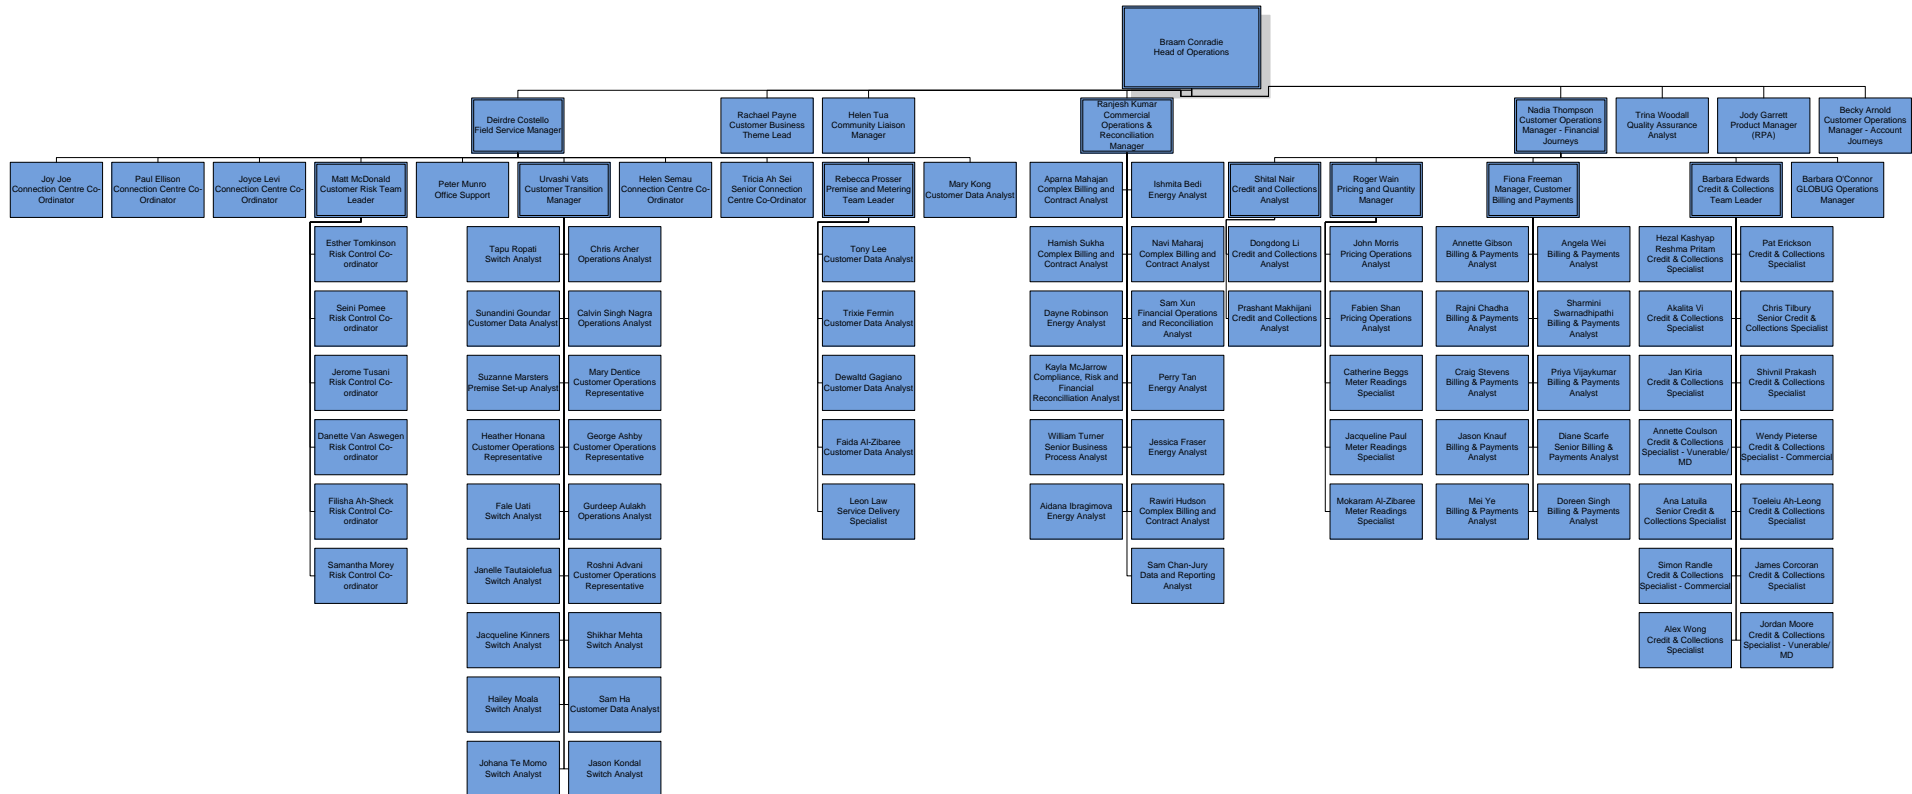 Braam Conradie
Head of Operations
Deirdre Costello
Field Service Manager
Rachael Payne
Customer Business
Theme Lead
Helen Tua
Community Liaison
Manager
Ranjesh Kumar
Commercial
Operations &
Reconciliation
Manager
Nadia Thompson
Customer Operations
Manager - Financial
Journeys
Trina Woodall
Quality Assurance
Analyst
Jody Garrett
Product Manager
(RPA)
Becky Arnold
Customer Operations
Manager - Account
Journeys
Joy Joe
Connection Centre Co-
Ordinator
Paul Ellison
Connection Centre Co-
Ordinator
Joyce Levi
Connection Centre Co-
Ordinator
Matt McDonald
Customer Risk Team
Leader
Peter Munro
Office Support
Urvashi Vats
Customer Transition
Manager
Helen Semau
Connection Centre Co-
Ordinator
Tricia Ah Sei
Senior Connection
Centre Co-Ordinator
Rebecca Prosser
Premise and Metering
Team Leader
Mary Kong
Customer Data Analyst
Aparna Mahajan
Complex Billing and
Contract Analyst
Ishmita Bedi
Energy Analyst
Shital Nair
Credit and Collections
Analyst
Roger Wain
Pricing and Quantity
Manager
Fiona Freeman
Manager, Customer
Billing and Payments
Barbara Edwards
Credit & Collections
Team Leader
Barbara O'Connor
GLOBUG Operations
Manager
Esther Tomkinson
Risk Control Co-
ordinator
Tapu Ropati
Switch Analyst
Chris Archer
Operations Analyst
Tony Lee
Customer Data Analyst
Hamish Sukha
Complex Billing and
Contract Analyst
Navi Maharaj
Complex Billing and
Contract Analyst
Dongdong Li
Credit and Collections
Analyst
John Morris
Pricing Operations
Analyst
Annette Gibson
Billing & Payments
Analyst
Angela Wei
Billing & Payments
Analyst
Hezal Kashyap
Reshma Pritam
Credit & Collections
Specialist
Pat Erickson
Credit & Collections
Specialist
Seini Pomee
Risk Control Co-
ordinator
Sunandini Goundar
Customer Data Analyst
Calvin Singh Nagra
Operations Analyst
Trixie Fermin
Customer Data Analyst
Dayne Robinson
Energy Analyst
Sam Xun
Financial Operations
and Reconciliation
Analyst
Prashant Makhijani
Credit and Collections
Analyst
Fabien Shan
Pricing Operations
Analyst
Rajni Chadha
Billing & Payments
Analyst
Sharmini
Swarnadhipathi
Billing & Payments
Analyst
Akalita Vi
Credit & Collections
Specialist
Chris Tilbury
Senior Credit &
Collections Specialist
Jerome Tusani
Risk Control Co-
ordinator
Suzanne Marsters
Premise Set-up Analyst
Mary Dentice
Customer Operations
Representative
Dewaltd Gagiano
Customer Data Analyst
Kayla McJarrow
Compliance, Risk and
Financial
Reconcilliation Analyst
Perry Tan
Energy Analyst
Catherine Beggs
Meter Readings
Specialist
Craig Stevens
Billing & Payments
Analyst
Priya Vijaykumar
Billing & Payments
Analyst
Jan Kiria
Credit & Collections
Specialist
Shivnil Prakash
Credit & Collections
Specialist
Danette Van Aswegen
Risk Control Co-
ordinator
Heather Honana
Customer Operations
Representative
George Ashby
Customer Operations
Representative
Faida Al-Zibaree
Customer Data Analyst
William Turner
Senior Business
Process Analyst
Jessica Fraser
Energy Analyst
Jacqueline Paul
Meter Readings
Specialist
Jason Knauf
Billing & Payments
Analyst
Diane Scarfe
Senior Billing &
Payments Analyst
Annette Coulson
Credit & Collections
Specialist - Vunerable/
MD
Wendy Pieterse
Credit & Collections
Specialist - Commercial
Filisha Ah-Sheck
Risk Control Co-
ordinator
Fale Uati
Switch Analyst
Gurdeep Aulakh
Operations Analyst
Leon Law
Service Delivery
Specialist
Aidana Ibragimova
Energy Analyst
Rawiri Hudson
Complex Billing and
Contract Analyst
Mokaram Al-Zibaree
Meter Readings
Specialist
Mei Ye
Billing & Payments
Analyst
Doreen Singh
Billing & Payments
Analyst
Ana Latuila
Senior Credit &
Collections Specialist
Toeleiu Ah-Leong
Credit & Collections
Specialist
Samantha Morey
Risk Control Co-
ordinator
Janelle Tautaiolefua
Switch Analyst
Roshni Advani
Customer Operations
Representative
Sam Chan-Jury
Data and Reporting
Analyst
Simon Randle
Credit & Collections
Specialist - Commercial
James Corcoran
Credit & Collections
Specialist
Jacqueline Kinners
Switch Analyst
Shikhar Mehta
Switch Analyst
Alex Wong
Credit & Collections
Specialist
Jordan Moore
Credit & Collections
Specialist - Vunerable/
MD
Hailey Moala
Switch Analyst
Sam Ha
Customer Data Analyst
Johana Te Momo
Switch Analyst
Jason Kondal
Switch Analyst